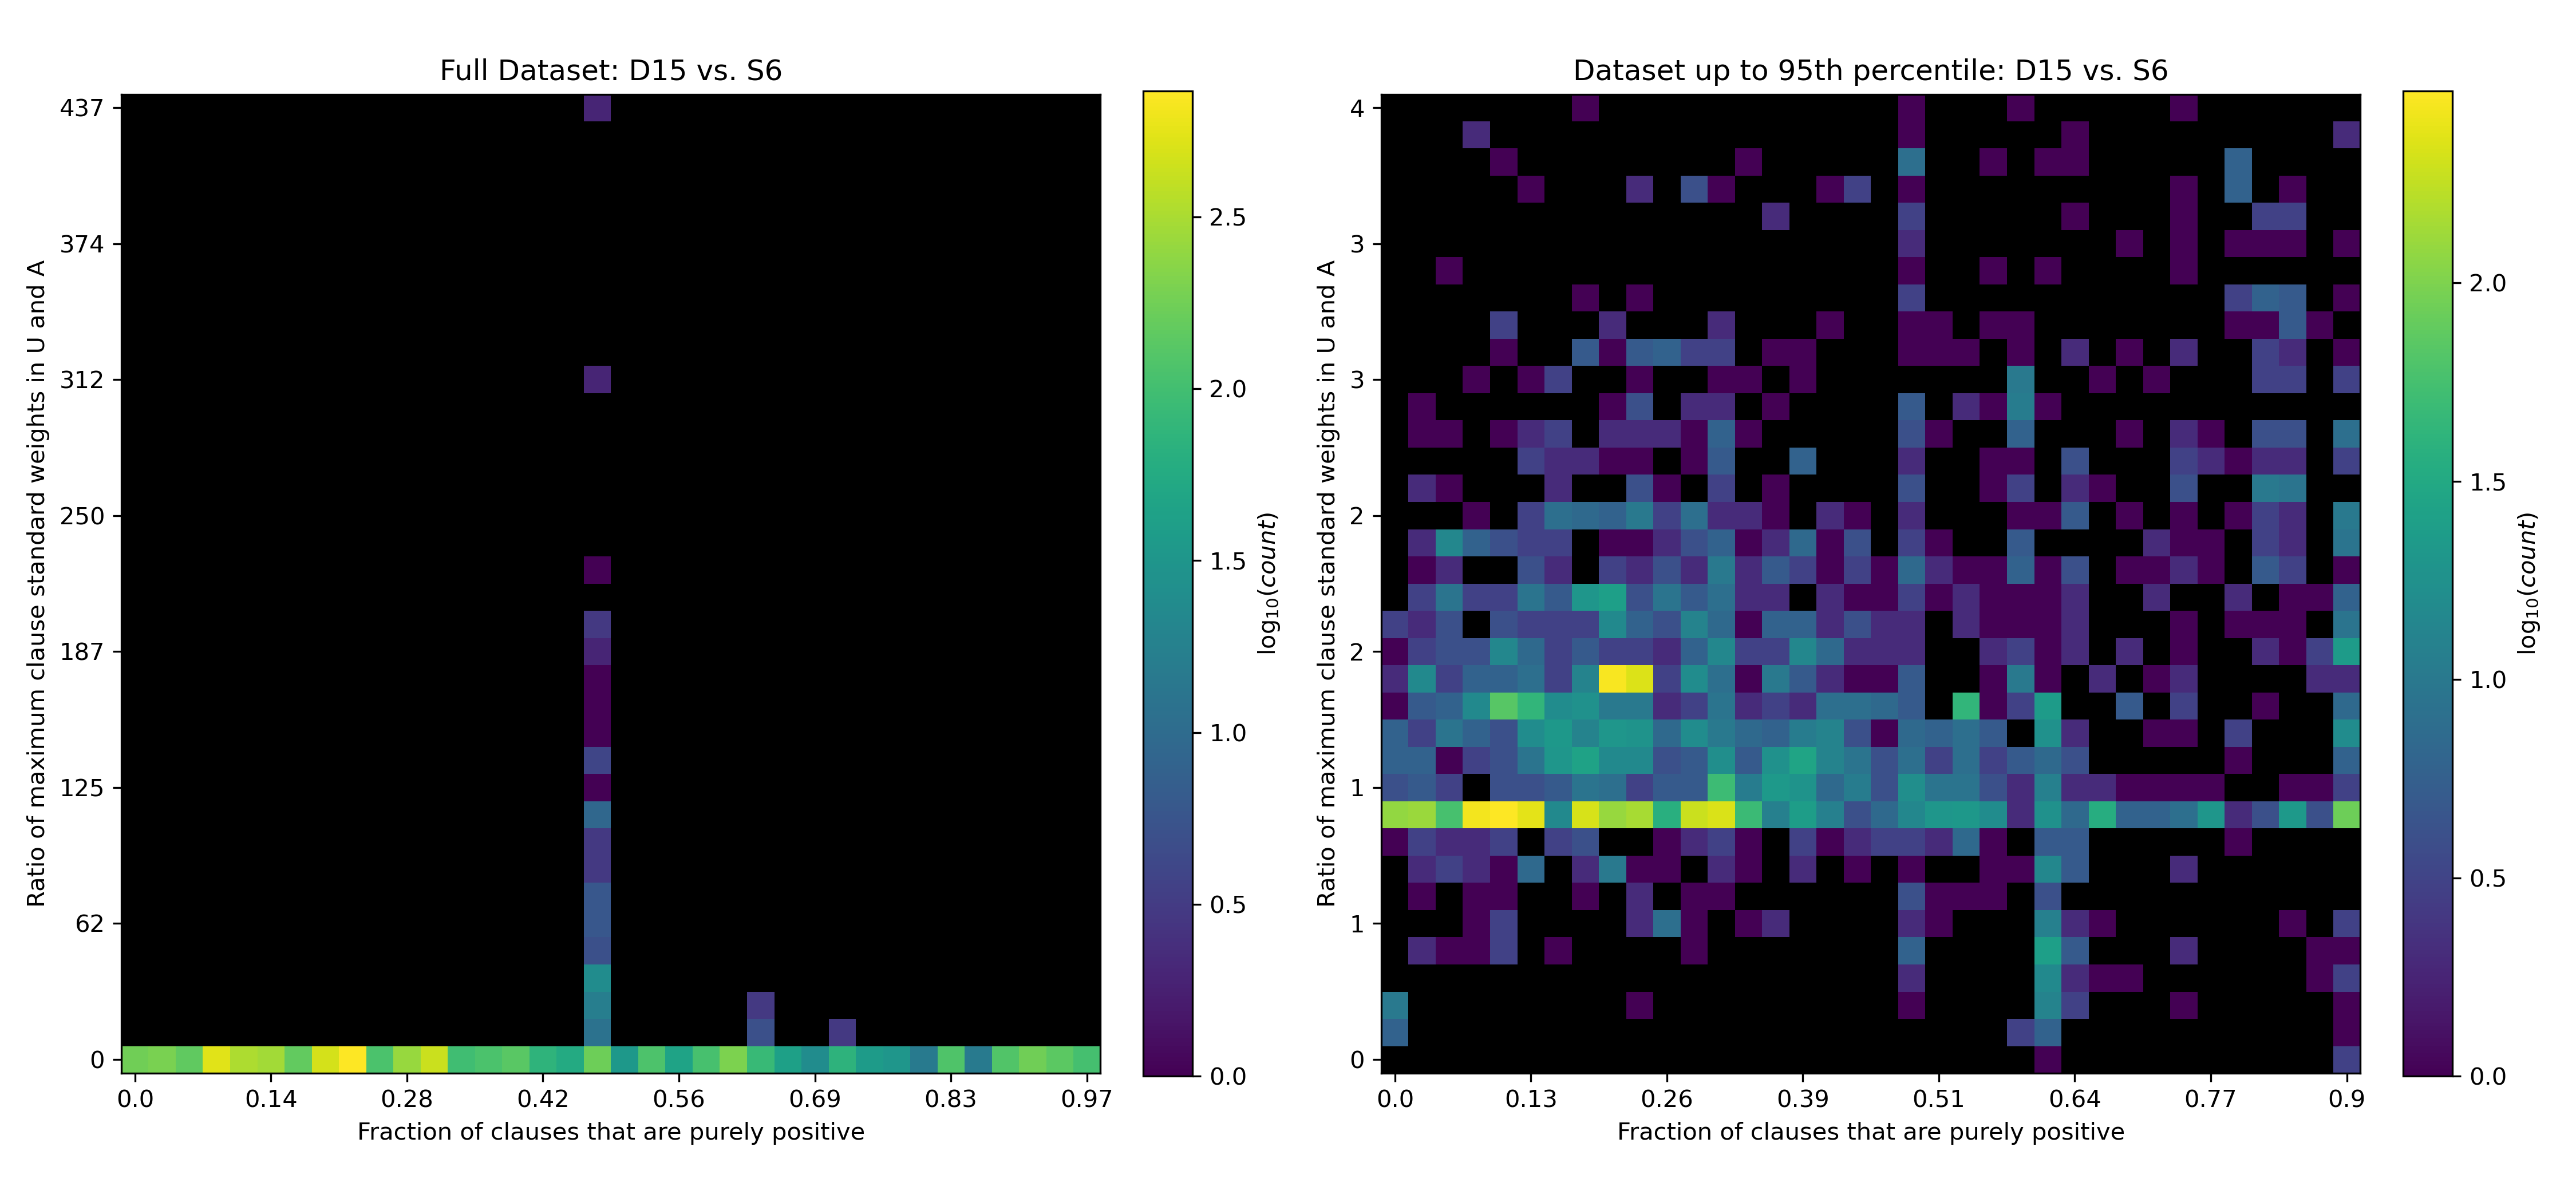 Full Dataset: D15 vs. S6
Ratio of maximum clause standard weights in U and A
437
374
312
250
187
125
62
0
0.0 0.14 0.28 0.42 0.56 0.69 0.83 0.97
Fraction of clauses that are purely positive
2.5
2.0
1.5
1.0
0.5
0.0
log10(count)
Dataset up to 95th percentile: D15 vs. S6
Ratio of maximum clause standard weights in U and A
4
3
3
2
2
1
1
0
0.0 0.13 0.26 0.39 0.51 0.64 0.77 0.9
Fraction of clauses that are purely positive
2.0
1.5
1.0
0.5
0.0
log10(count)